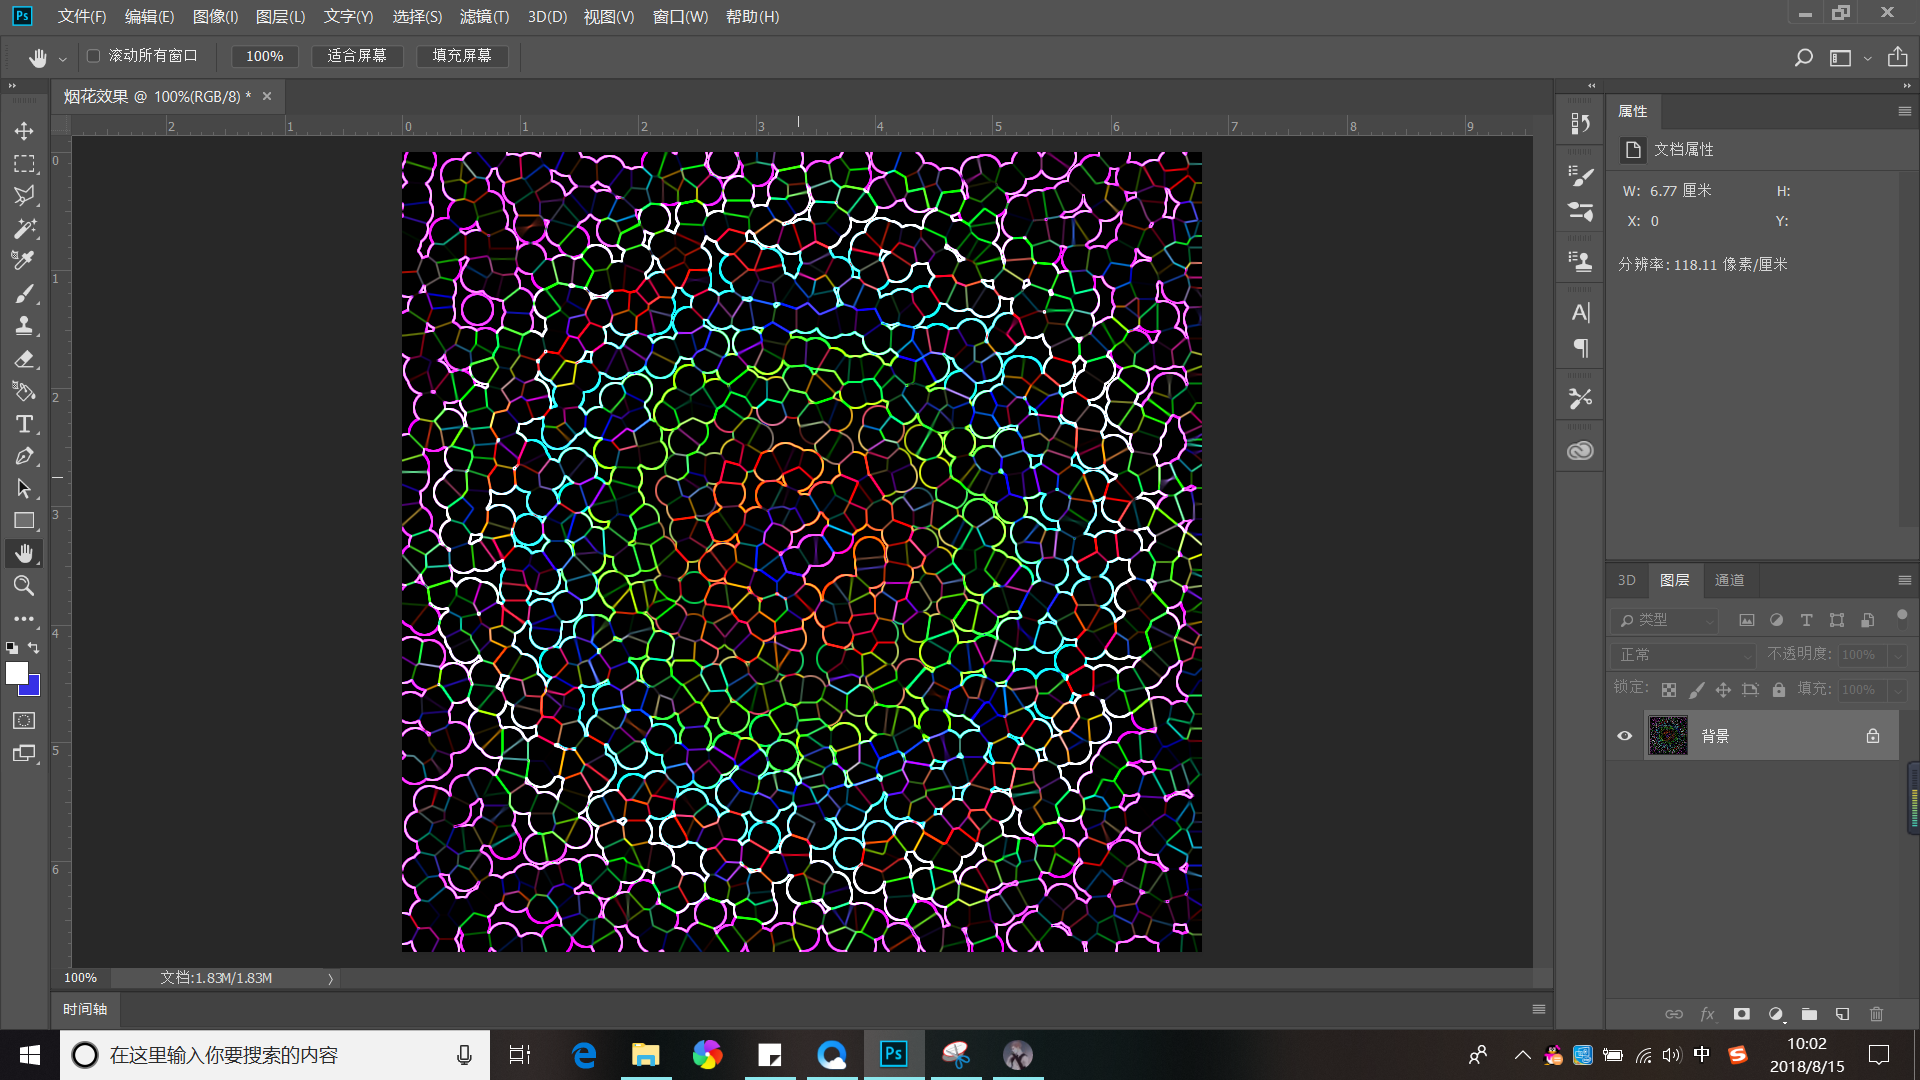 Ps 文件(F) 编辑(E) 图像(I) 图层(L) 文字(Y) 选择(S) 滤镜(T) 3D(D) 视图(V) 窗口(W) 帮助(H)
滚动所有窗口 100% 适合屏幕 填充屏幕
烟花效果 @ 100%(RGB/8) * ×
2 1 0 1 2 3 4 5 6 7 8 9
0
1
2
3
4
5
6
属性
文档属性
W: 6.77 厘米 H:
X: 0 Y:
分辨率: 118.11 像素/厘米
3D 图层 通道
类型
正常 不透明度: 100%
锁定: 填充: 100%
背景
fx
100% 文档:1.83M/1.83M
时间轴
在这里输入你要搜索的内容
Ps
中
10:02
2018/8/15